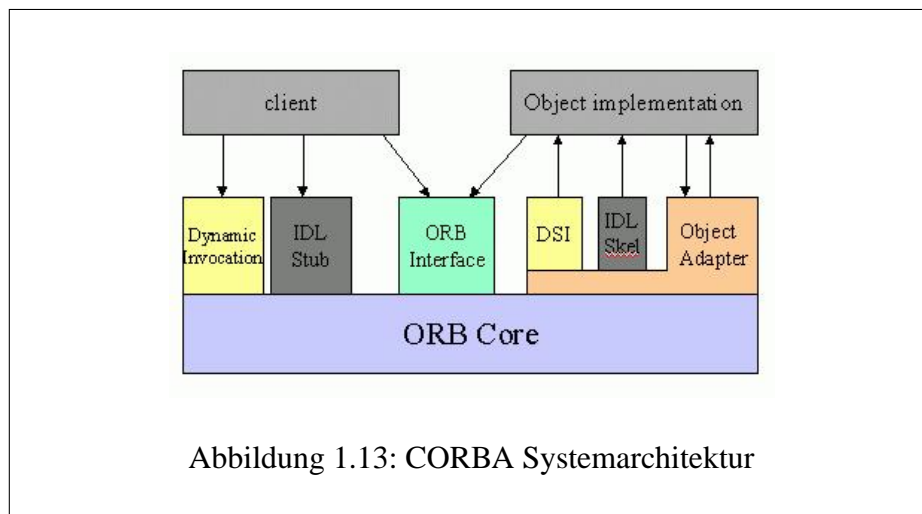 client
Object implementation
Dynamic
Invocation
IDL
Stub
ORB
Interface
DSI
IDL
Skel
Object
Adapter
ORB Core
Abbildung 1.13: CORBA Systemarchitektur